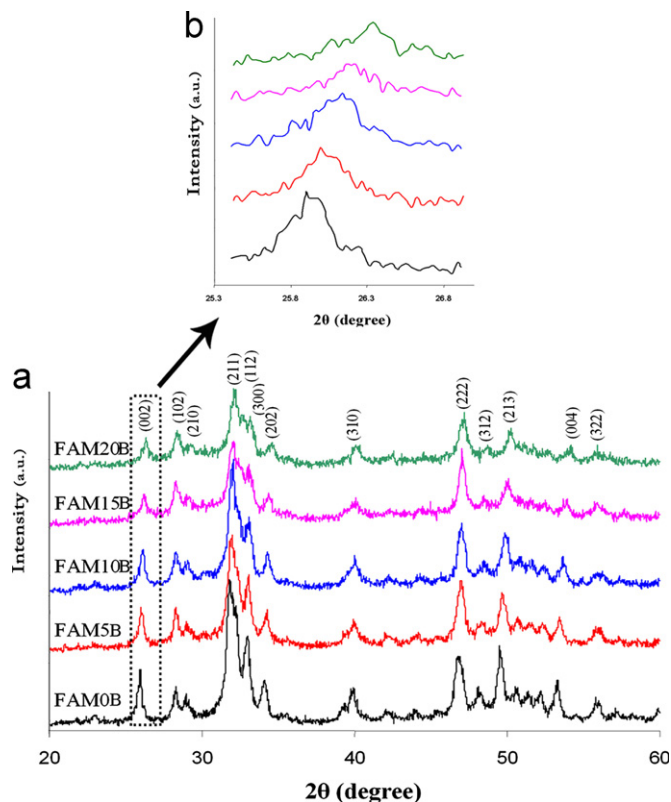 b
Intensity (a.u.)
25.3 25.8 26.3 26.8
2θ (degree)
a
(002)
(102)
(210)
(211)
(112)
(300)
(202)
(310)
(222)
(312)
(213)
(004)
(322)
FAM20B
FAM15B
FAM10B
FAM5B
FAM0B
Intensity (a.u.)
20 30 40 50 60
2θ (degree)